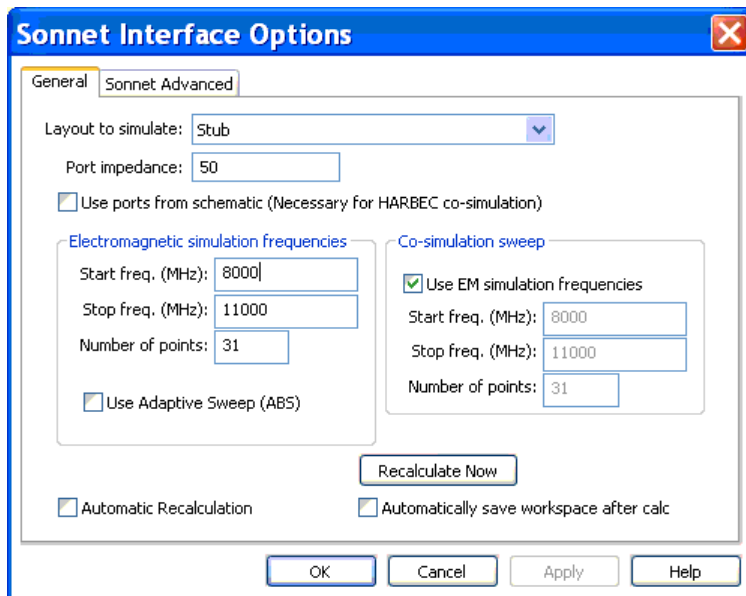 Sonnet Interface Options
General Sonnet Advanced
Layout to simulate: Stub
Port impedance: 50
Use ports from schematic (Necessary for HARBEC co-simulation)
Electromagnetic simulation frequencies
Start freq. (MHz): 8000
Stop freq. (MHz): 11000
Number of points: 31
Use Adaptive Sweep (ABS)
Co-simulation sweep
Use EM simulation frequencies
Start freq. (MHz): 8000
Stop freq. (MHz): 11000
Number of points: 31
Recalculate Now
Automatic Recalculation Automatically save workspace after calc
OK Cancel Apply Help